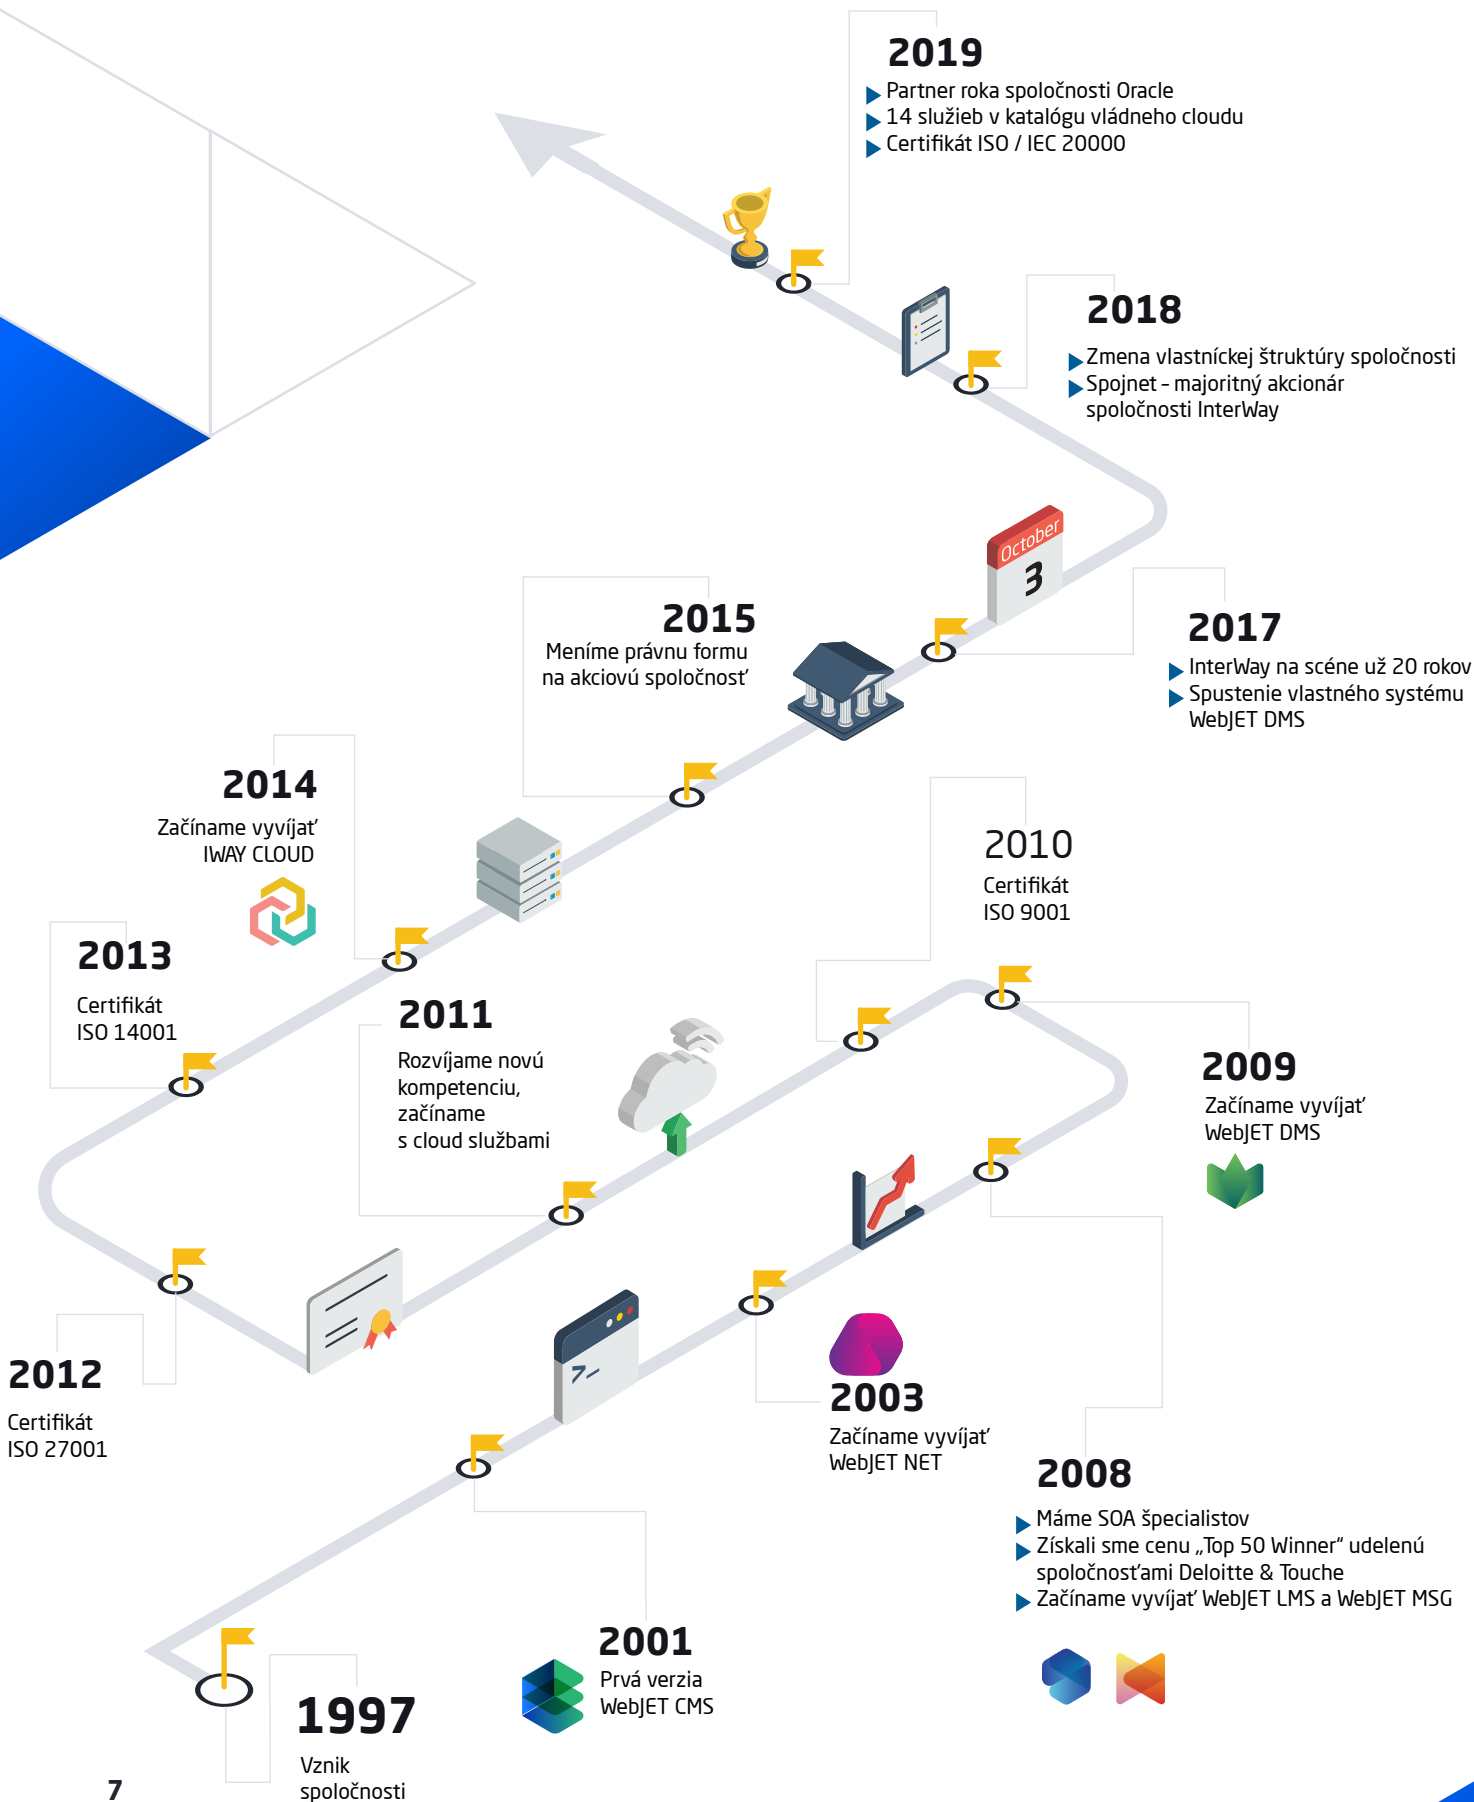 2019
Partner roka spoločnosti Oracle
14 služieb v katalógu vládneho cloudu
Certifikát ISO / IEC 20000
2018
Zmena vlastníckej štruktúry spoločnosti
Spojnet – majoritný akcionár
spoločnosti InterWay
October
3
2017
InterWay na scéne už 20 rokov
Spustenie vlastného systému
WebJET DMS
2015
Meníme právnu formu
na akciovú spoločnosť
2014
Začíname vyvíjať
IWAY CLOUD
2013
Certifikát
ISO 14001
2012
Certifikát
ISO 27001
2011
Rozvíjame novú
kompetenciu,
začíname
s cloud službami
2010
Certifikát
ISO 9001
2009
Začíname vyvíjať
WebJET DMS
2008
Máme SOA špecialistov
Získali sme cenu „Top 50 Winner“ udelenú
spoločnosťami Deloitte & Touche
Začíname vyvíjať WebJET LMS a WebJET MSG
2003
Začíname vyvíjať
WebJET NET
2001
Prvá verzia
WebJET CMS
1997
Vznik
spoločnosti
7